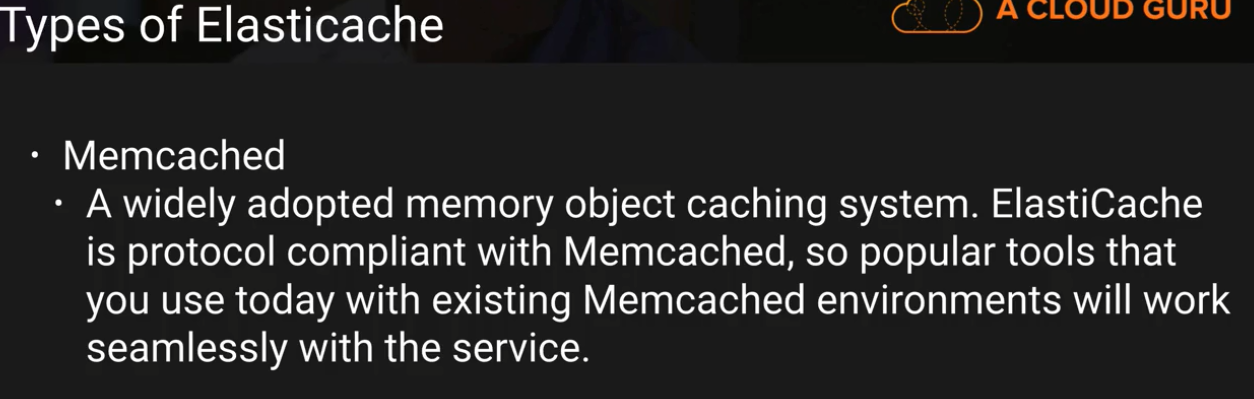 Types of Elasticache
A CLOUD GURU
· Memcached
· A widely adopted memory object caching system. ElastiCache
is protocol compliant with Memcached, so popular tools that
you use today with existing Memcached environments will work
seamlessly with the service.